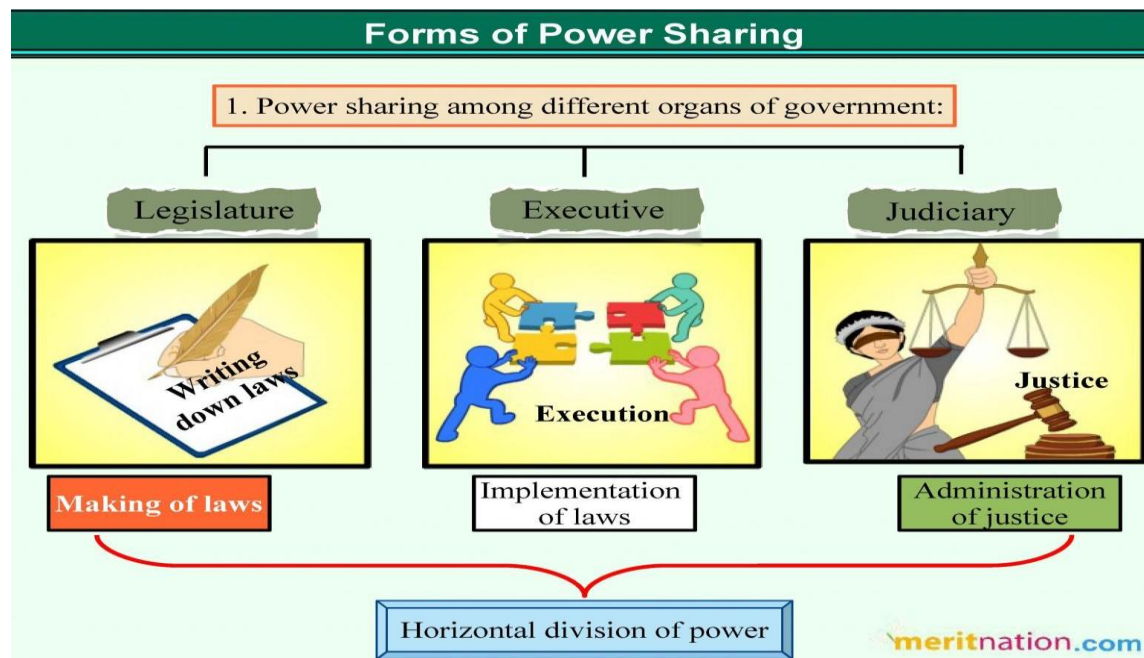 Forms of Power Sharing
1. Power sharing among different organs of government:
Legislature
Executive
Judiciary
Writing
down laws
Execution
Justice
Making of laws
Implementation
of laws
Administration
of justice
Horizontal division of power
meritnation.com